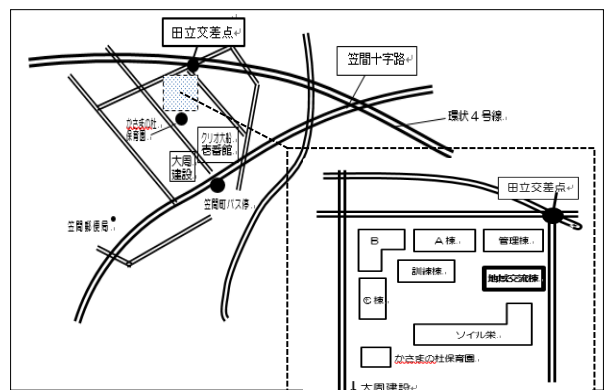 田立交差点
笠間十字路
環状４号線
かさまの杜
保育園
クリオ大船
壱番館
大周
建設
笠間町バス停
笠間郵便局
田立交差点
B
A棟
管理棟
訓練棟
地域交流棟
C棟
ソイル栄
かさまの杜保育園
大周建設